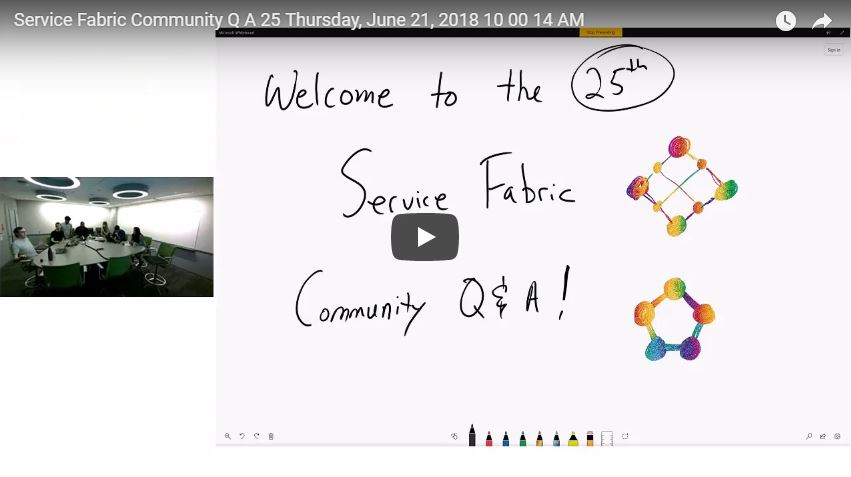 Service Fabric Community Q A 25 Thursday, June 21, 2018 10 00 14 AM
Microsoft Whiteboard
Stop Presenting
Sign in
Welcome to the 25th
Service Fabric
Community Q & A!